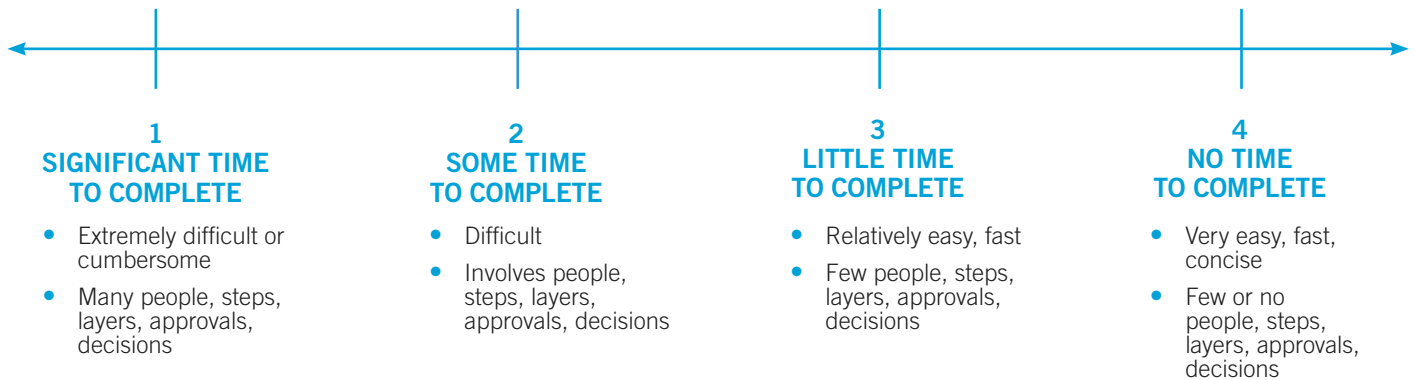 1
SIGNIFICANT TIME
TO COMPLETE
• Extremely difficult or
cumbersome
• Many people, steps,
layers, approvals,
decisions
2
SOME TIME
TO COMPLETE
• Difficult
• Involves people,
steps, layers,
approvals, decisions
3
LITTLE TIME
TO COMPLETE
• Relatively easy, fast
• Few people, steps,
layers, approvals,
decisions
4
NO TIME
TO COMPLETE
• Very easy, fast,
concise
• Few or no
people, steps,
layers, approvals,
decisions